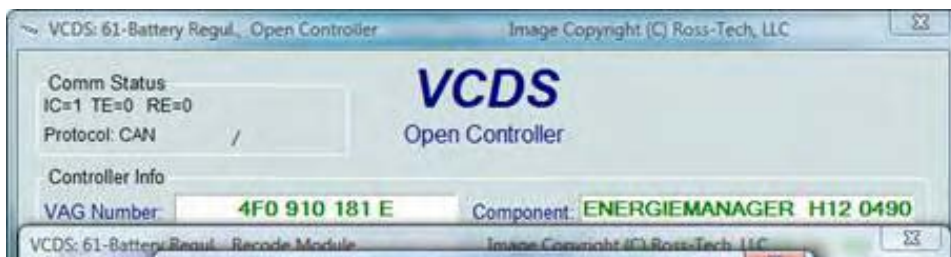 VCDS: 61-Battery Regul., Open Controller Image Copyright (C) Ross-Tech, LLC
Comm Status
IC=1 TE=0 RE=0
Protocol: CAN /
VCDS
Open Controller
Controller Info
VAG Number: 4F0 910 181 E Component: ENERGIEMANAGER H12 0490
VCDS: 61-Battery Regul., Recode Module Image Copyright (C) Ross-Tech, LLC